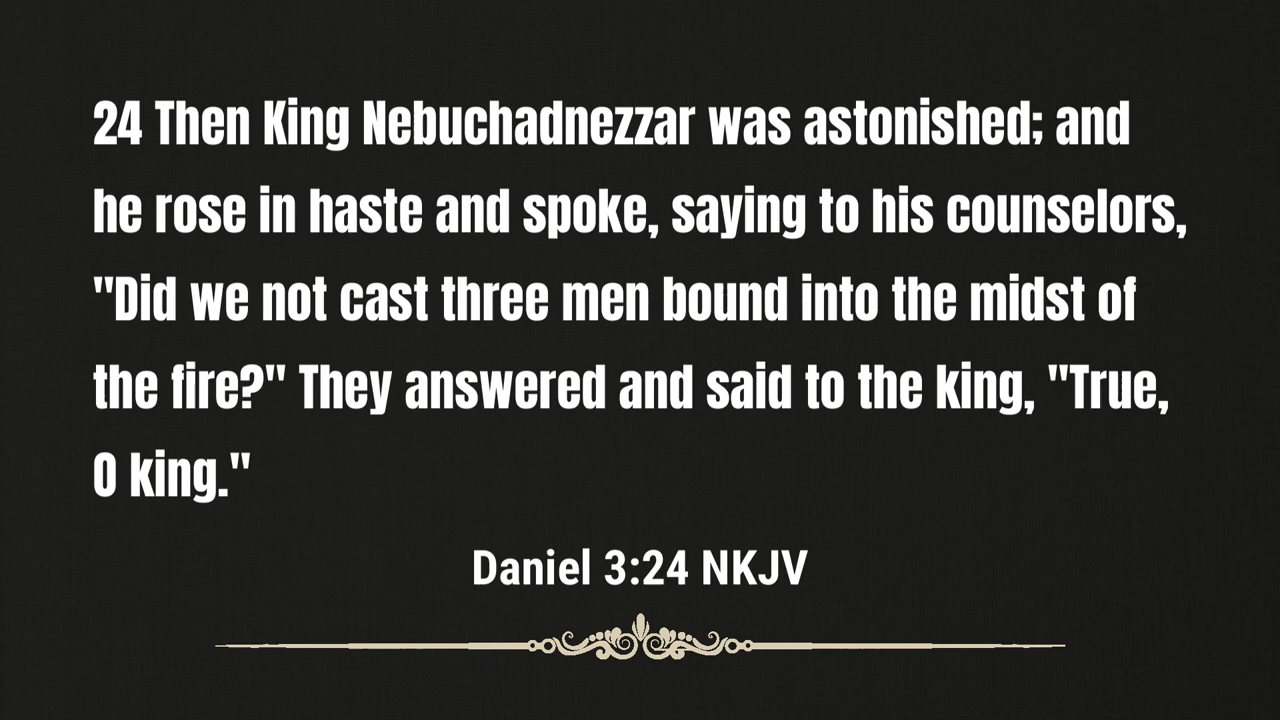 24 Then King Nebuchadnezzar was astonished; and
he rose in haste and spoke, saying to his counselors,
"Did we not cast three men bound into the midst of
the fire?" They answered and said to the king, "True,
O king."
Daniel 3:24 NKJV